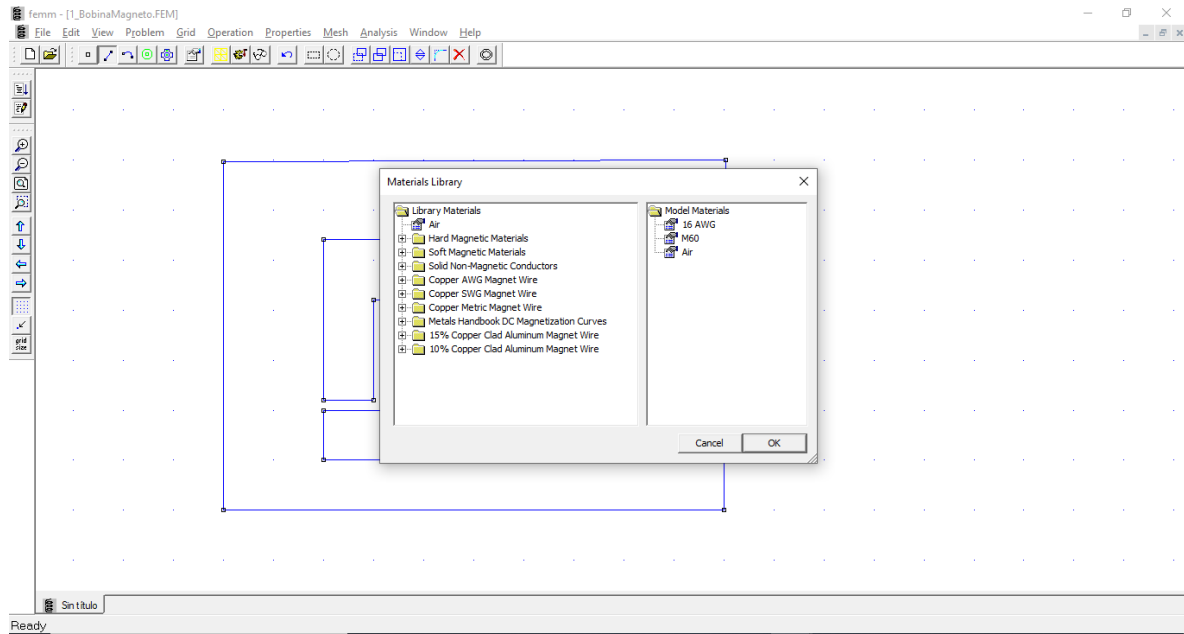 femm - [1_BobinaMagneto.FEM]
File Edit View Problem Grid Operation Properties Mesh Analysis Window Help
grid
size
Materials Library
Library Materials
Air
Hard Magnetic Materials
Soft Magnetic Materials
Solid Non-Magnetic Conductors
Copper AWG Magnet Wire
Copper SWG Magnet Wire
Copper Metric Magnet Wire
Metals Handbook DC Magnetization Curves
15% Copper Clad Aluminum Magnet Wire
10% Copper Clad Aluminum Magnet Wire
Model Materials
16 AWG
M60
Air
Cancel OK
Sin título
Ready